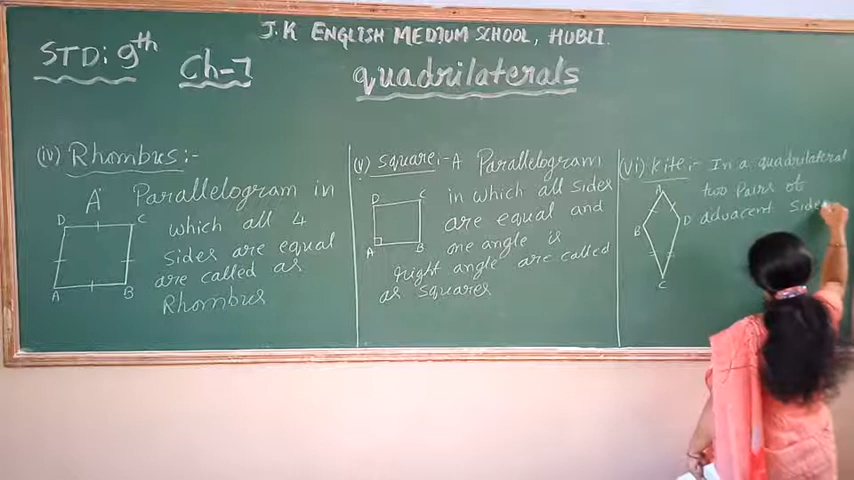 J.K ENGLISH MEDIUM SCHOOL, HUBLI.
STD: 9th
Ch-7
quadrilaterals
(iv) Rhombus:-
A Parallelogram in
which all 4
sides are equal
are called as
Rhombus
D C
A B
(v) square:- A Parallelogram
in which all sides
are equal and
one angle is
right angle are called
as squares
D C
A B
(vi) kite:- In a quadrilateral
two Pairs of
adjacent Sides
A
B D
C